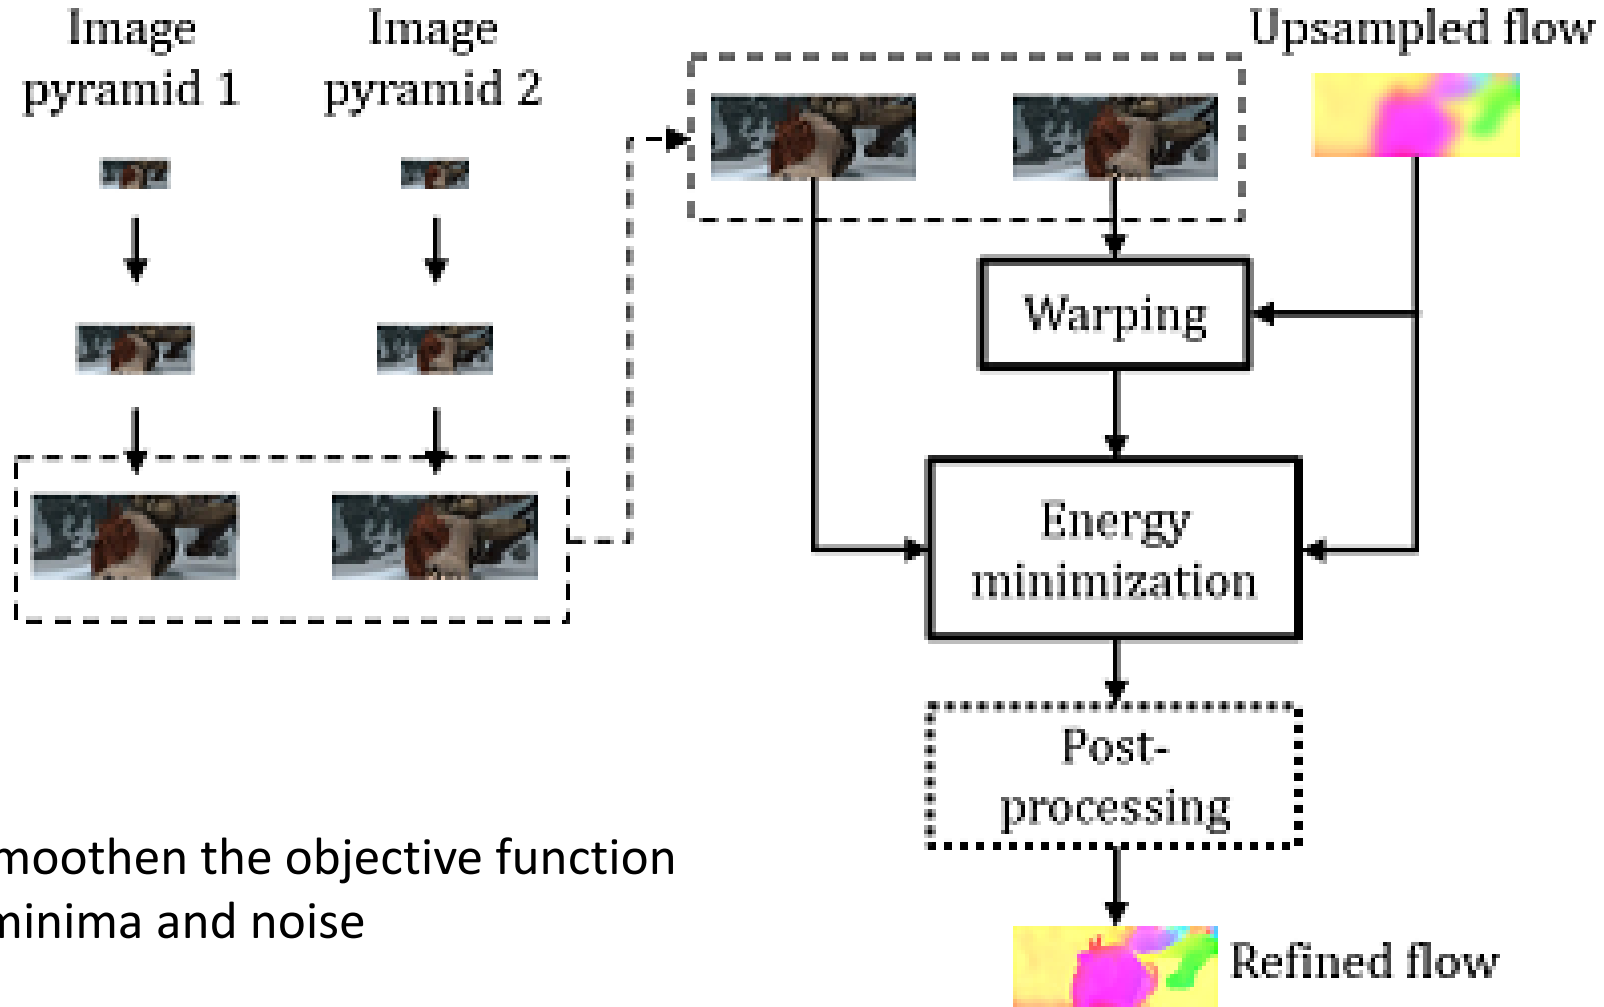 Image
pyramid 1
Image
pyramid 2
Upsampled flow
Warping
Energy
minimization
Post-
processing
Refined flow
moothen the objective function
minima and noise